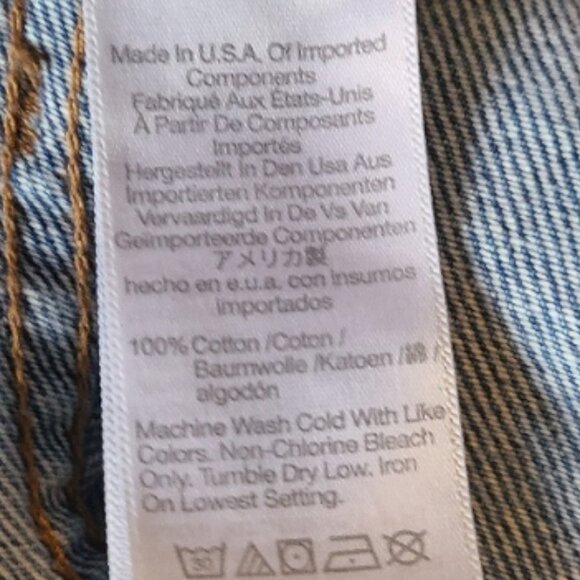 Made In U.S.A. Of Imported
Components
Fabriqué Aux États-Unis
À Partir De Composants
Importés
Hergestellt In Den Usa Aus
Importierten Komponenten
Vervaardigd In De Vs Van
Geïmporteerde Componenten
アメリカ製
hecho en e.u.a. con insumos
importados
100% Cotton /Coton /
Baumwolle /Katoen /綿 /
algodón
Machine Wash Cold With Like
Colors. Non-Chlorine Bleach
Only. Tumble Dry Low. Iron
On Lowest Setting.
30